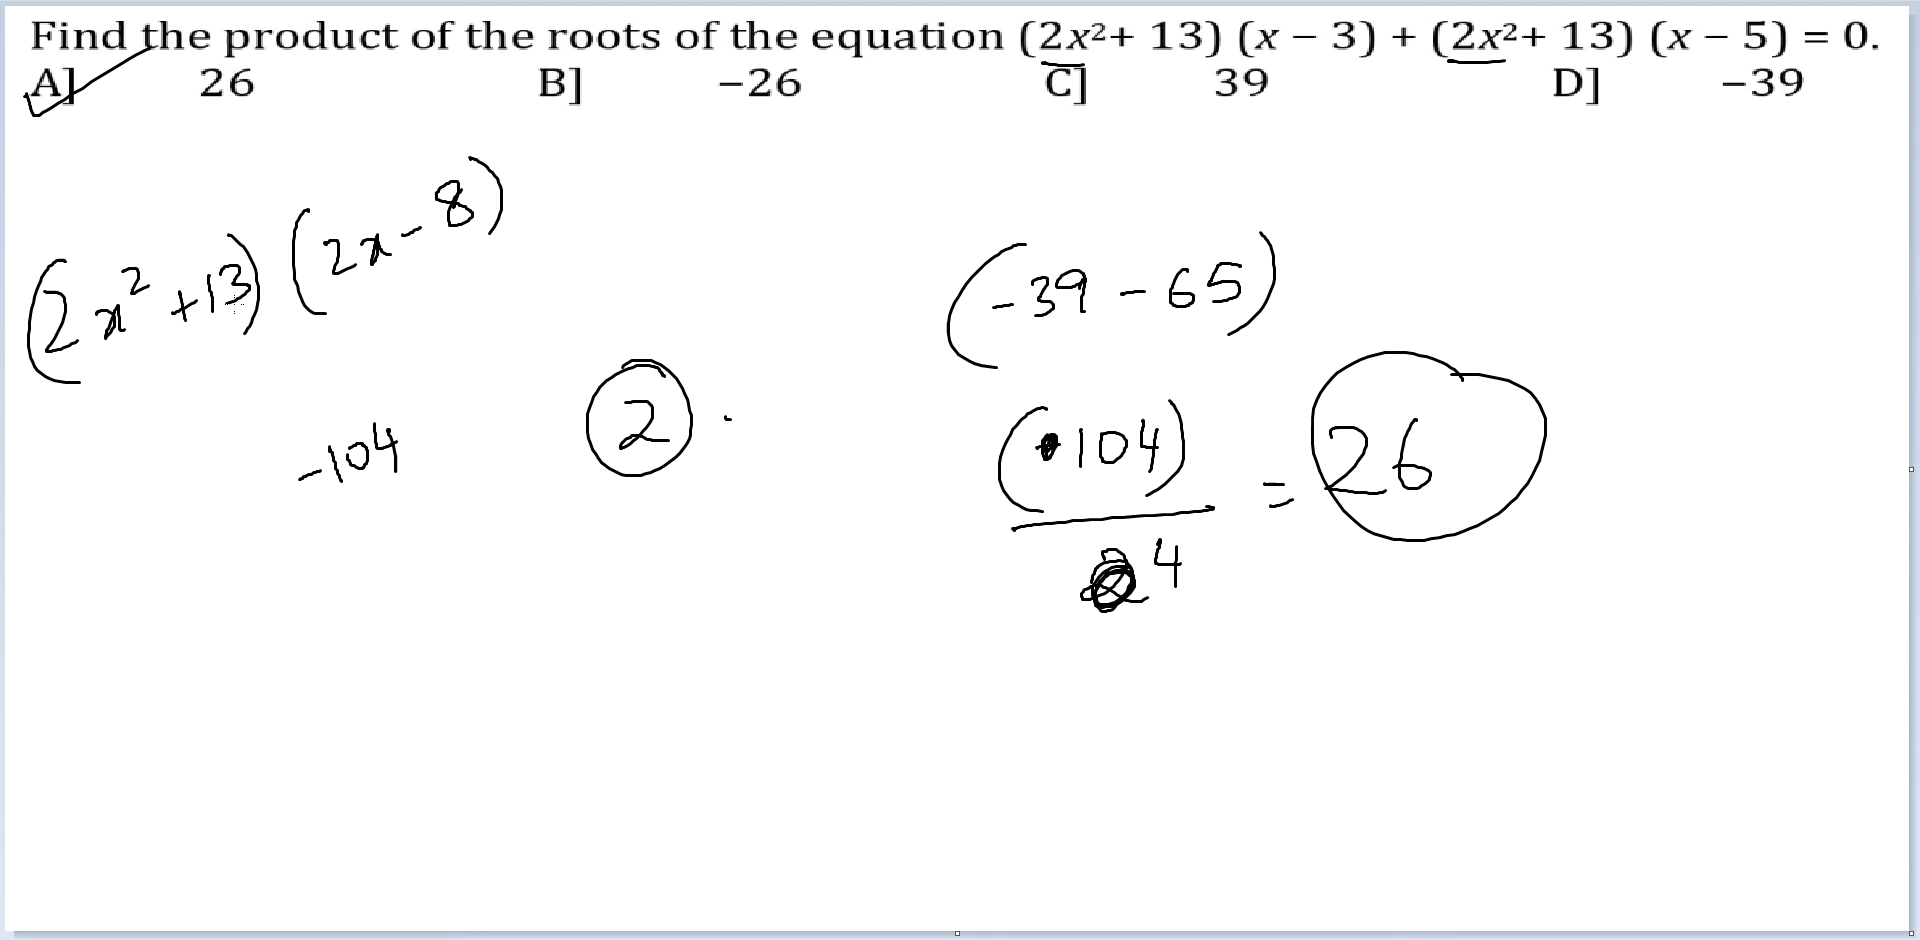 Find the product of the roots of the equation (2x²+ 13) (x − 3) + (2x²+ 13) (x − 5) = 0.
A] 26 B] −26 C] 39 D] −39
(2x² +13) (2x - 8)
(-39 - 65)
-104 2 . (104) = 26
4